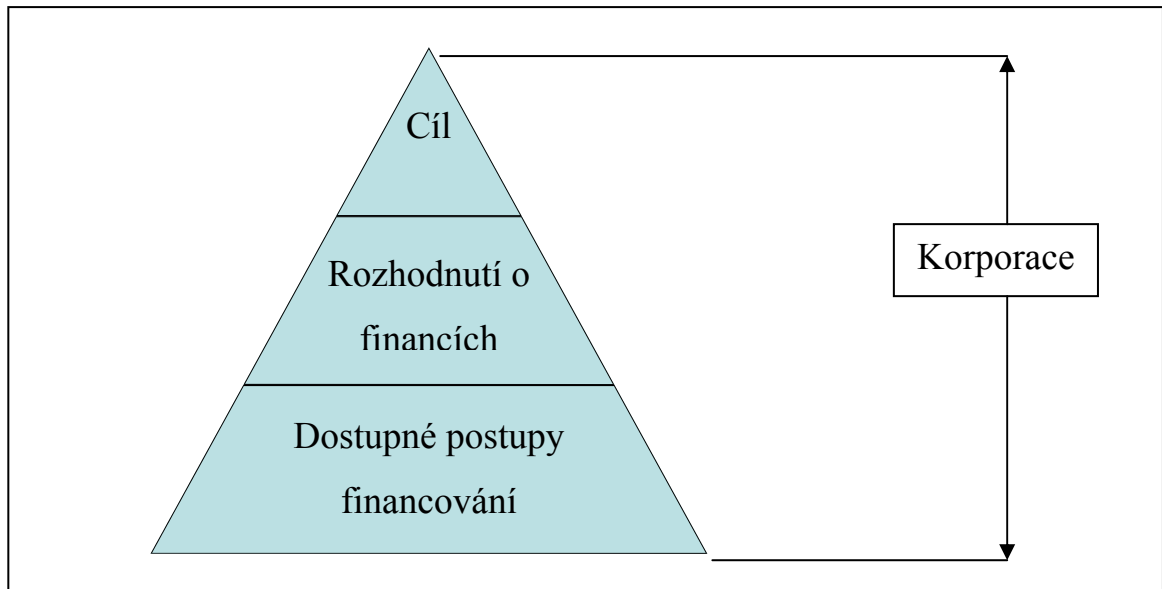 Cíl
Rozhodnutí o
financích
Dostupné postupy
financování
Korporace